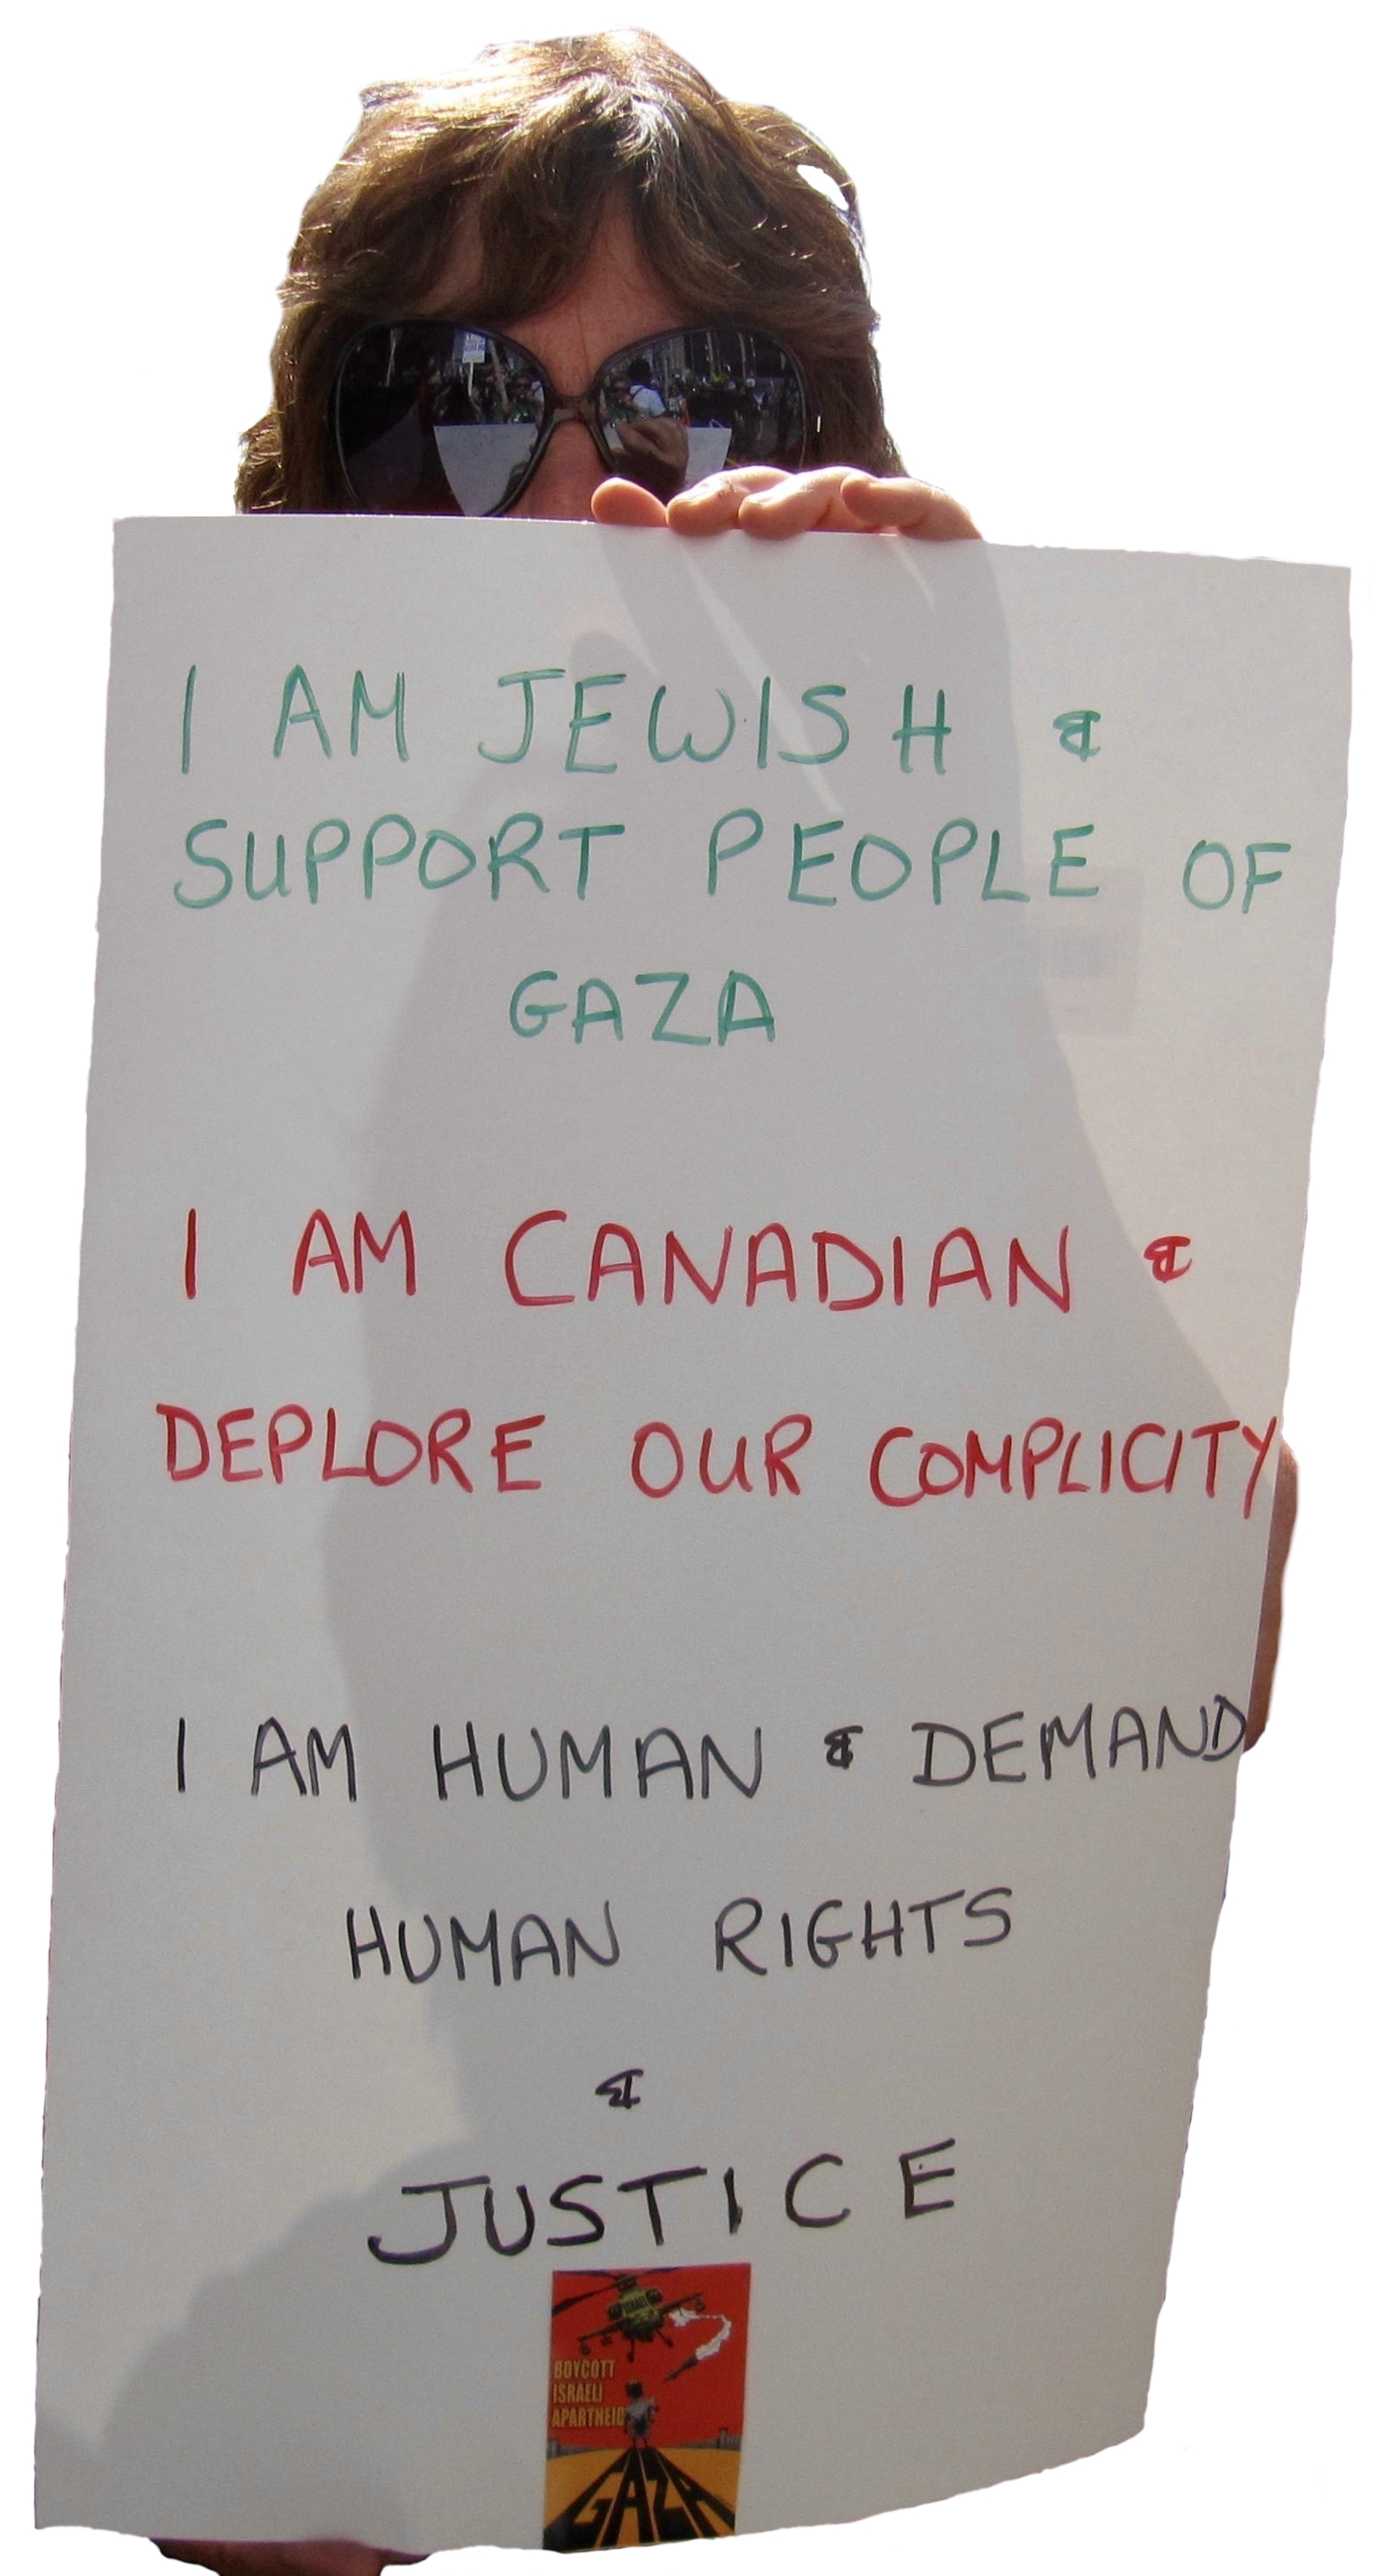 I AM JEWISH &
SUPPORT PEOPLE OF
GAZA
I AM CANADIAN &
DEPLORE OUR COMPLICITY
I AM HUMAN & DEMAND
HUMAN RIGHTS
&
JUSTICE
ISRAEL
BOYCOTT
ISRAELI
APARTHEID
GAZA